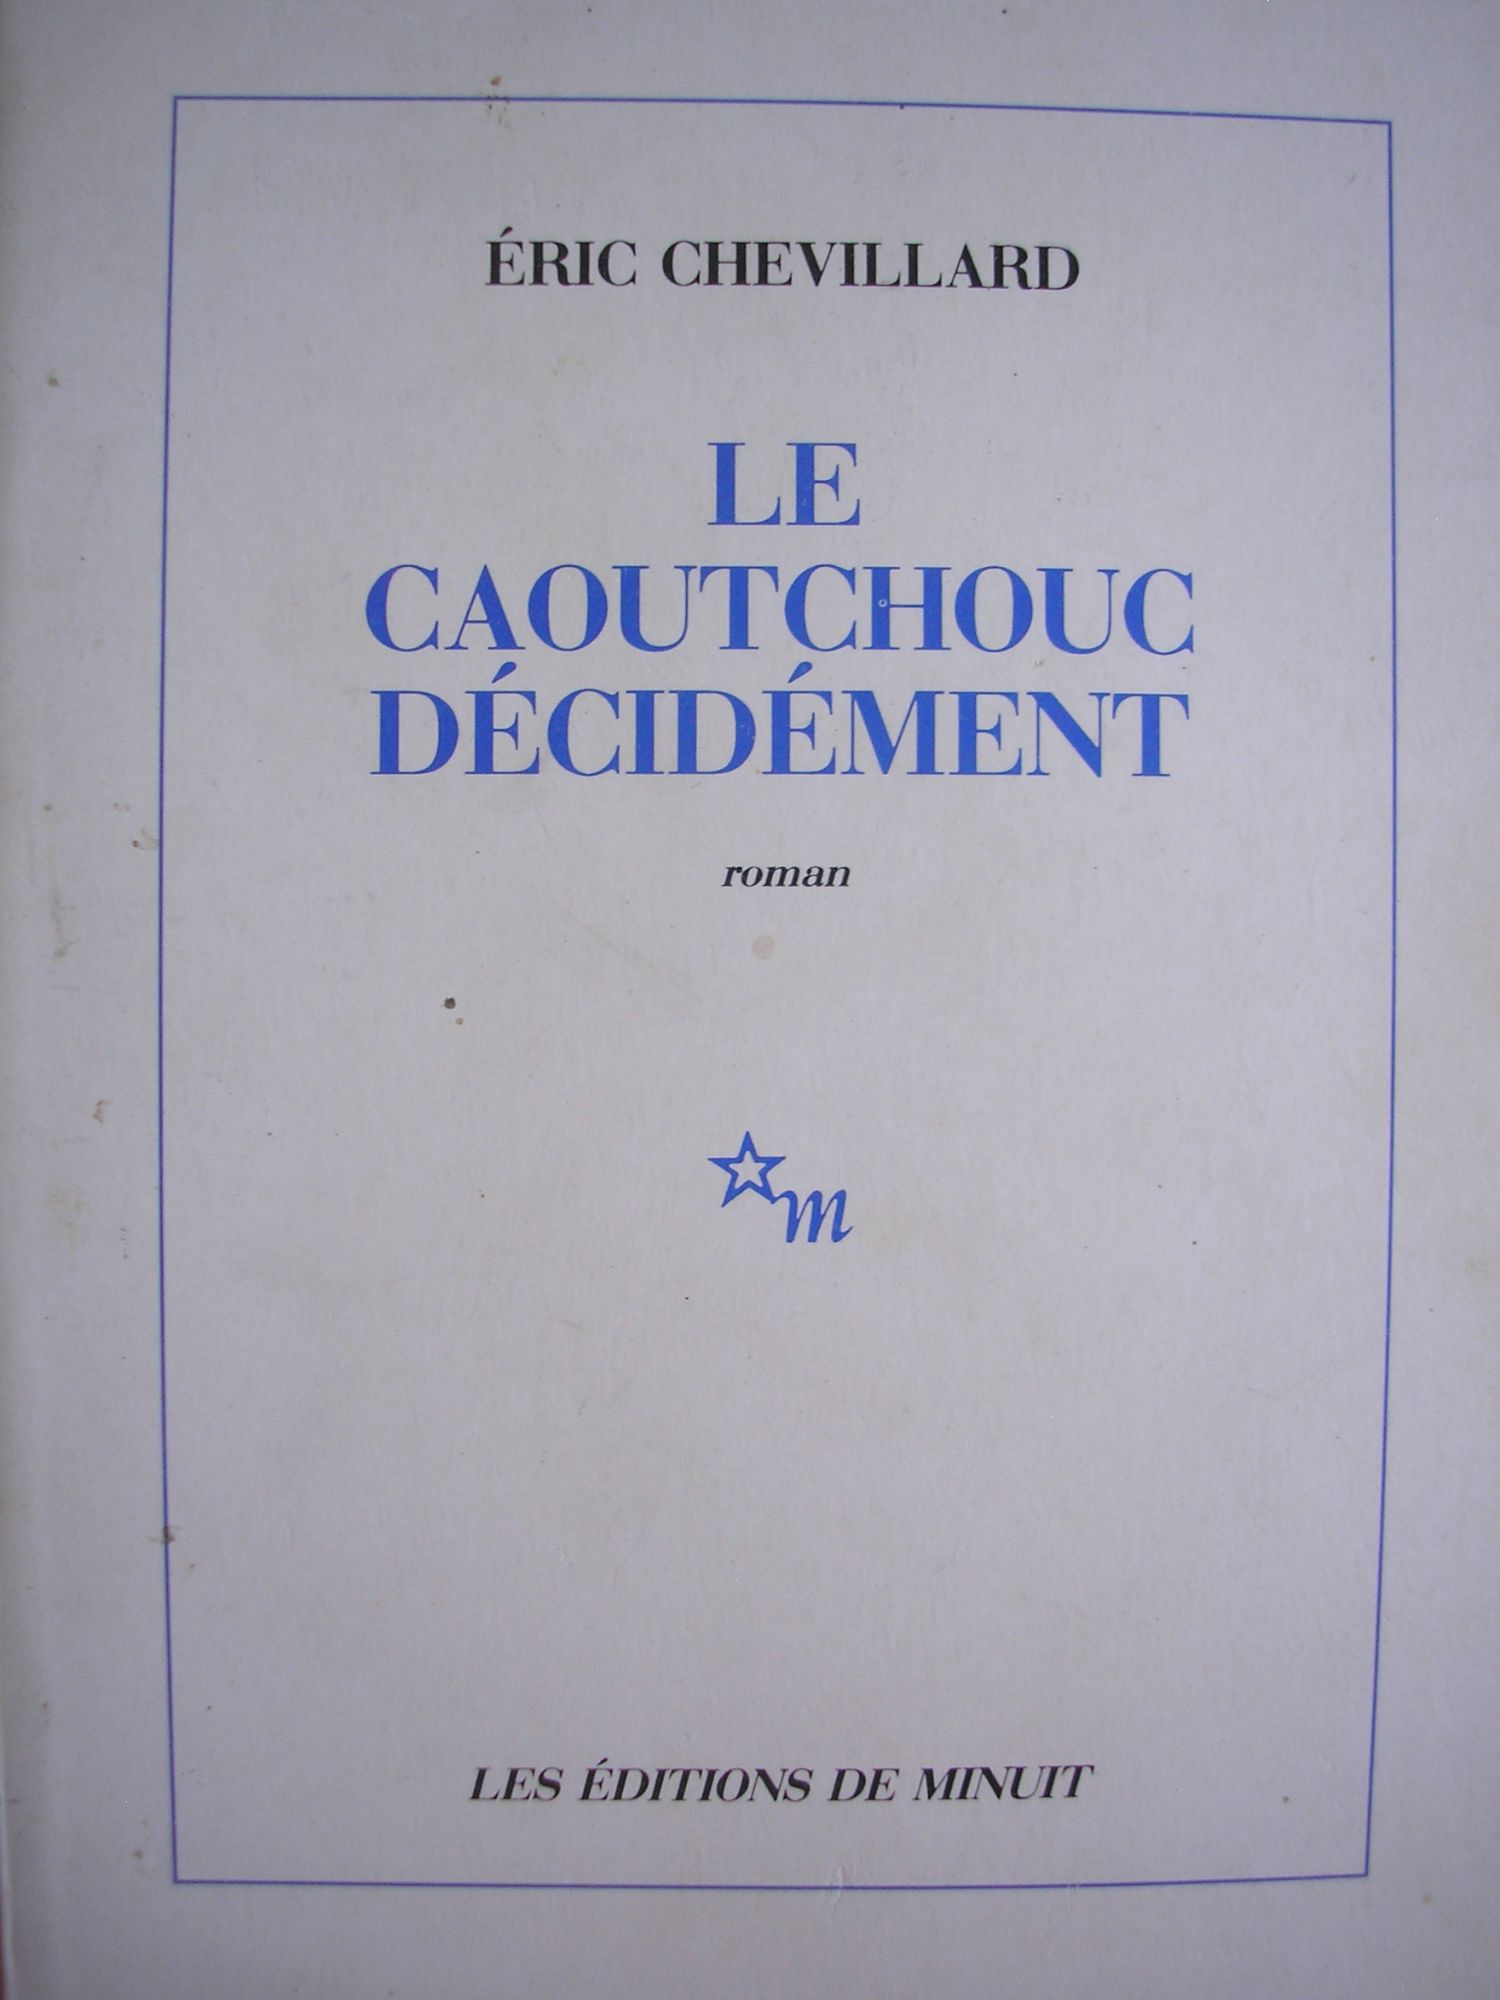 ÉRIC CHEVILLARD
LE
CAOUTCHOUC
DÉCIDÉMENT
roman
m
LES ÉDITIONS DE MINUIT